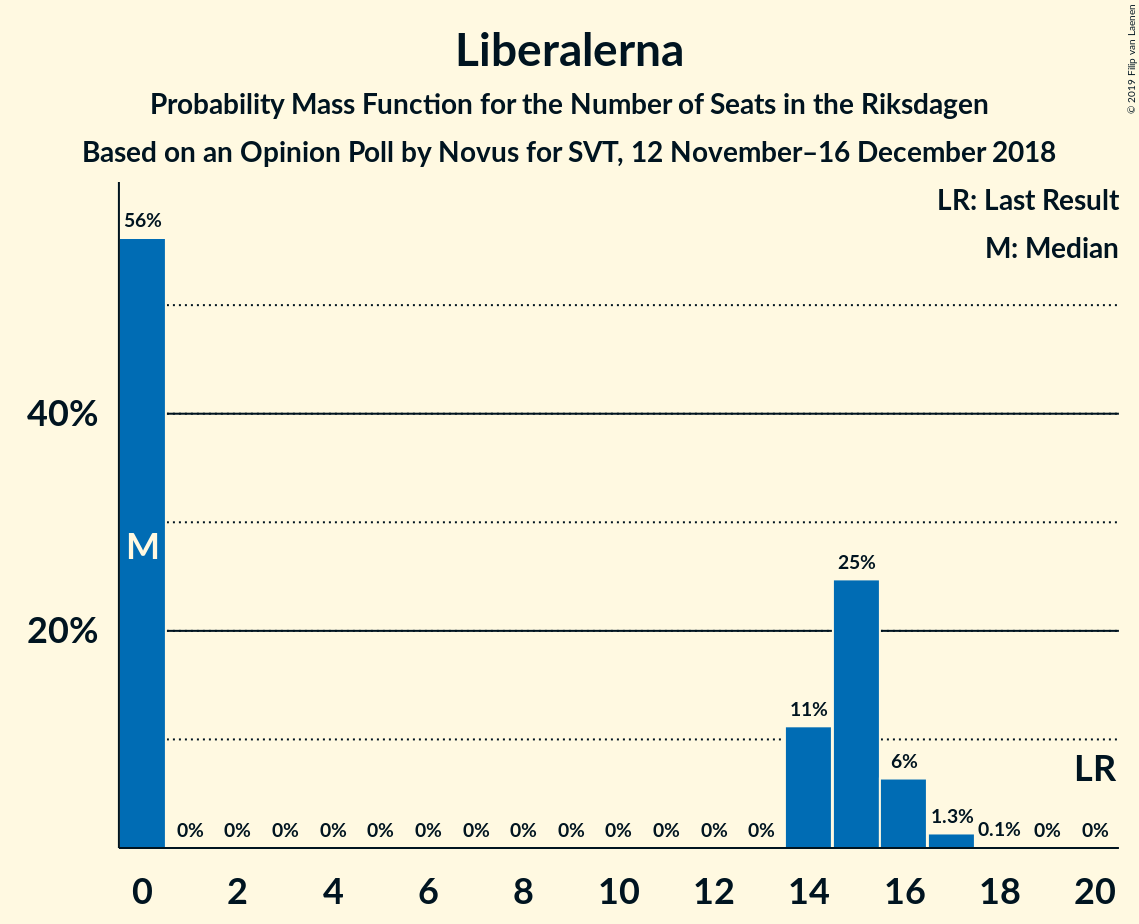 Liberalerna
Probability Mass Function for the Number of Seats in the Riksdagen
Based on an Opinion Poll by Novus for SVT, 12 November–16 December 2018
© 2019 Filip van Laenen
LR: Last Result
M: Median
56%
40%
M
25%
20%
11%
6%
LR
1.3%
0% 0% 0% 0% 0% 0% 0% 0% 0% 0% 0% 0% 0% 0.1% 0% 0%
0 2 4 6 8 10 12 14 16 18 20